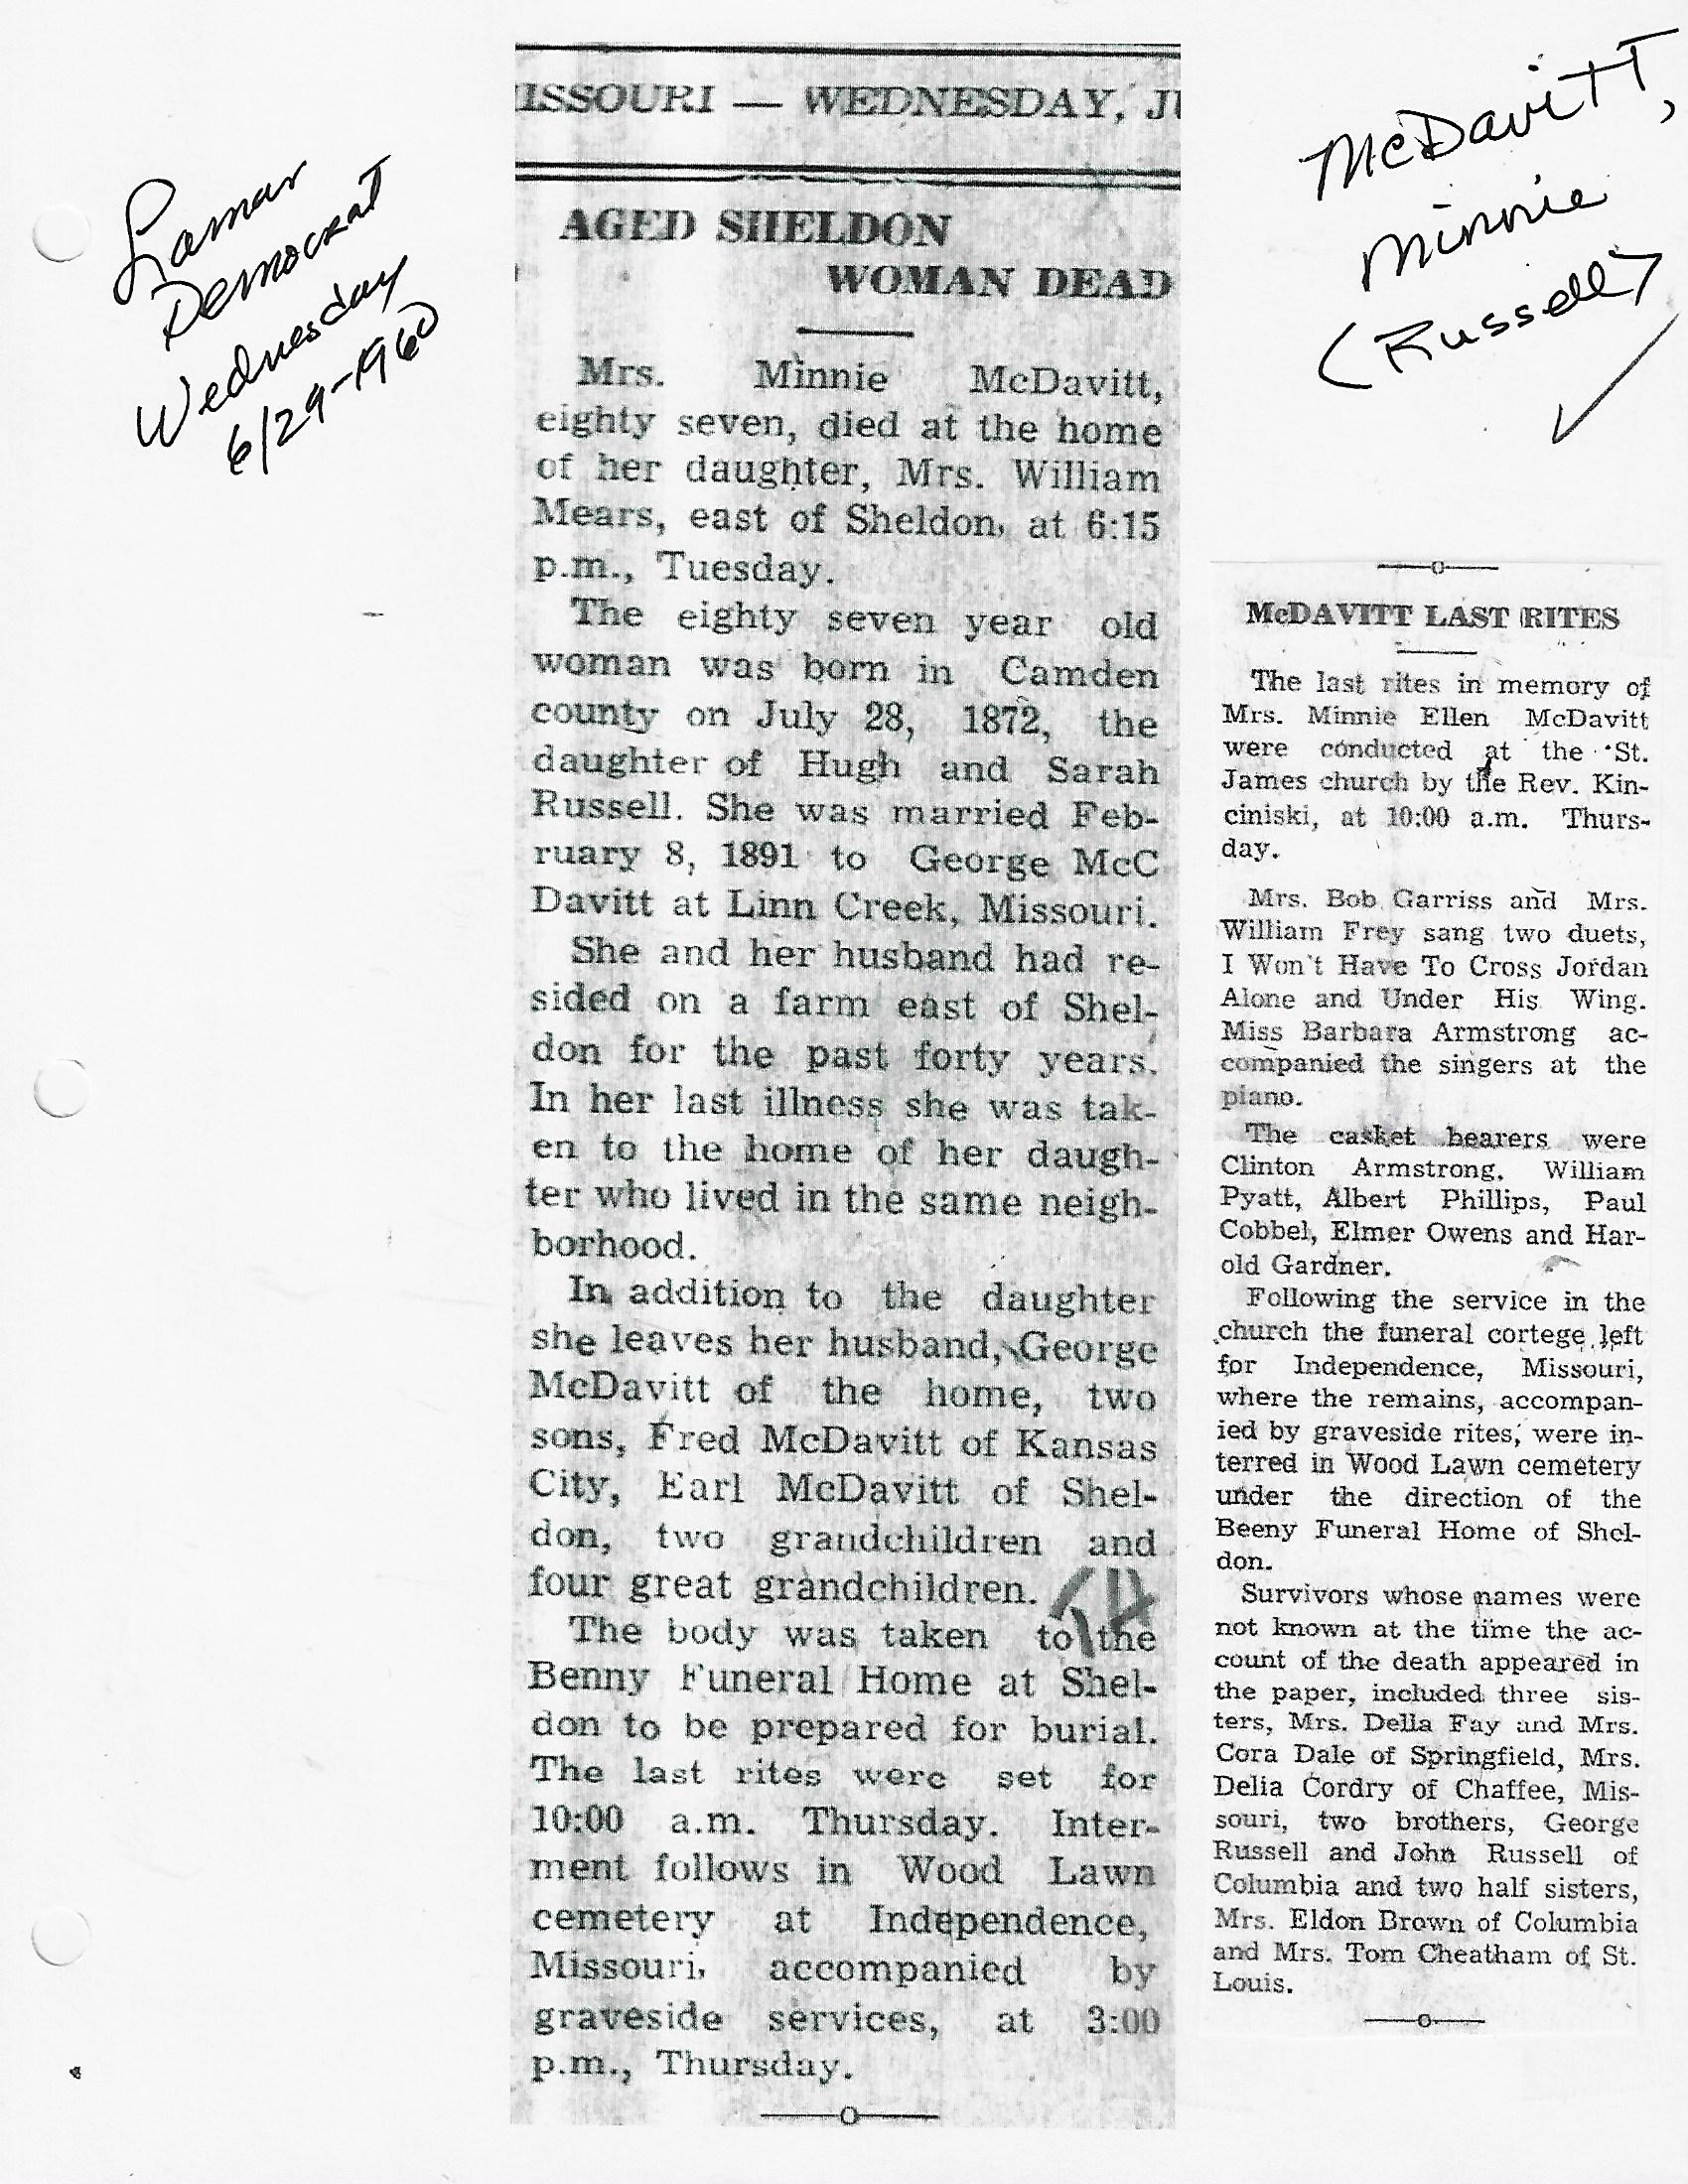 Lamar
Democrat
Wednesday
6/29-1960
McDavitt,
Minnie
(Russell)
ISSOURI — WEDNESDAY, JU
AGED SHELDON
WOMAN DEAD
Mrs. Minnie McDavitt,
eighty seven, died at the home
of her daughter, Mrs. William
Mears, east of Sheldon, at 6:15
p.m., Tuesday.
The eighty seven year old
woman was born in Camden
county on July 28, 1872, the
daughter of Hugh and Sarah
Russell. She was married Feb-
ruary 8, 1891 to George McC
Davitt at Linn Creek, Missouri.
She and her husband had re-
sided on a farm east of Shel-
don for the past forty years.
In her last illness she was tak-
en to the home of her daugh-
ter who lived in the same neigh-
borhood.
In addition to the daughter
she leaves her husband, George
McDavitt of the home, two
sons, Fred McDavitt of Kansas
City, Earl McDavitt of Shel-
don, two grandchildren and
four great grandchildren.
The body was taken to the
Benny Funeral Home at Shel-
don to be prepared for burial.
The last rites were set for
10:00 a.m. Thursday. Inter-
ment follows in Wood Lawn
cemetery at Independence,
Missouri, accompanied by
graveside services, at 3:00
p.m., Thursday.
McDAVITT LAST RITES
The last rites in memory of
Mrs. Minnie Ellen McDavitt
were conducted at the St.
James church by the Rev. Kin-
ciniski, at 10:00 a.m. Thurs-
day.
Mrs. Bob Garriss and Mrs.
William Frey sang two duets,
I Won't Have To Cross Jordan
Alone and Under His Wing.
Miss Barbara Armstrong ac-
companied the singers at the
piano.
The casket bearers were
Clinton Armstrong, William
Pyatt, Albert Phillips, Paul
Cobbel, Elmer Owens and Har-
old Gardner.
Following the service in the
church the funeral cortege left
for Independence, Missouri,
where the remains, accompan-
ied by graveside rites, were in-
terred in Wood Lawn cemetery
under the direction of the
Beeny Funeral Home of Shel-
don.
Survivors whose names were
not known at the time the ac-
count of the death appeared in
the paper, included three sis-
ters, Mrs. Della Fay and Mrs.
Cora Dale of Springfield, Mrs.
Delia Cordry of Chaffee, Mis-
souri, two brothers, George
Russell and John Russell of
Columbia and two half sisters,
Mrs. Eldon Brown of Columbia
and Mrs. Tom Cheatham of St.
Louis.